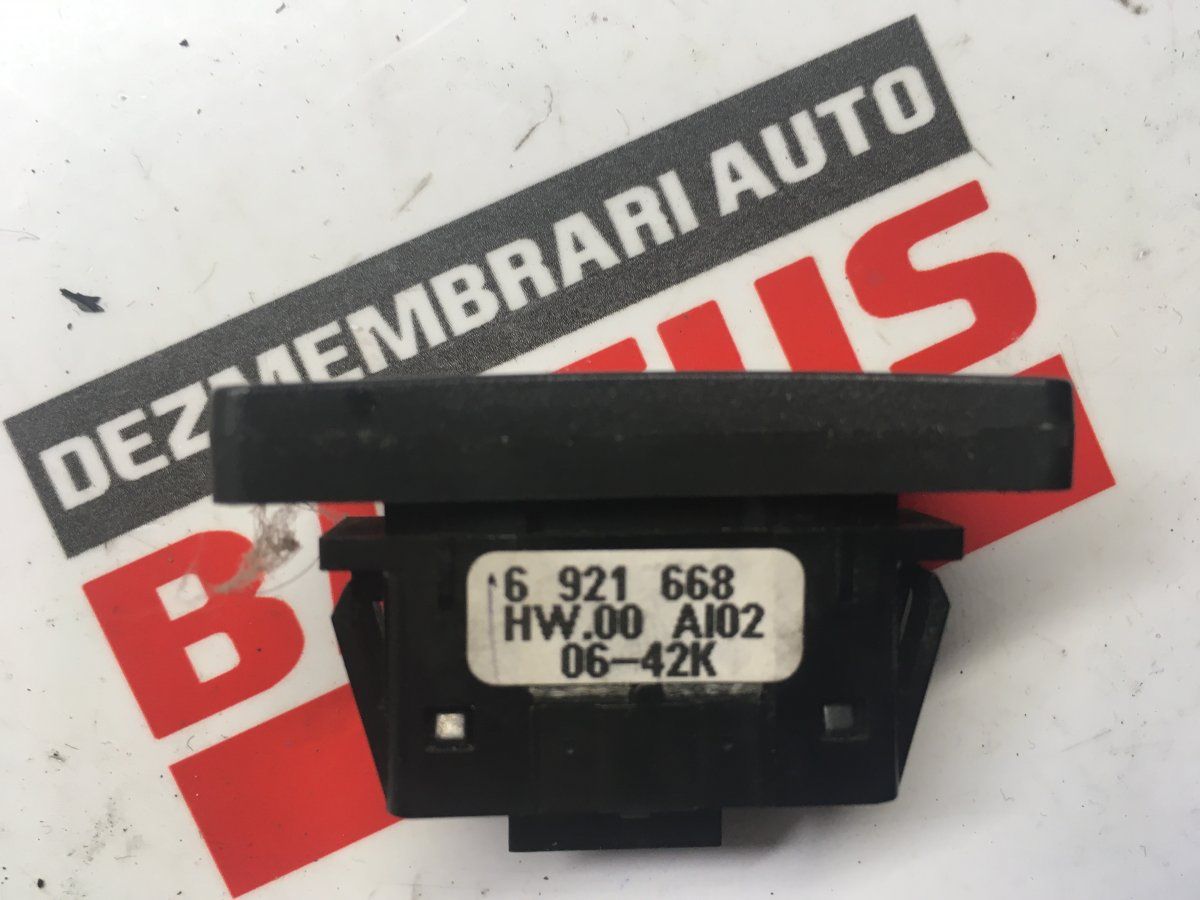 DEZMEMBRARI AUTO
6 921 668
HW.00 AI02
06-42K